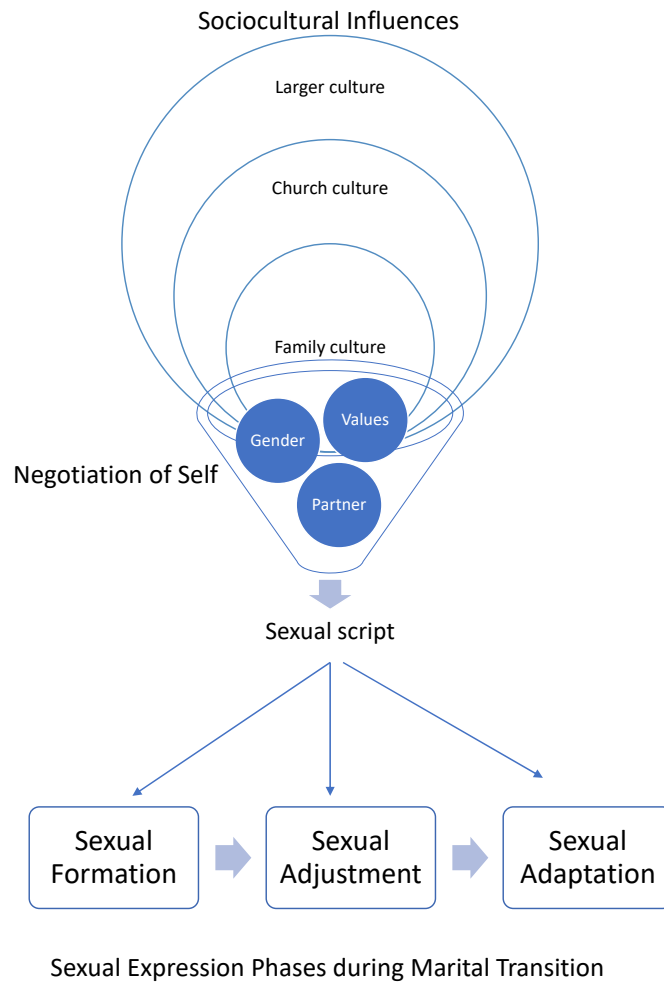 Sociocultural Influences
Larger culture
Church culture
Family culture
Values
Gender
Negotiation of Self
Partner
Sexual script
Sexual
Formation
Sexual
Adjustment
Sexual
Adaptation
Sexual Expression Phases during Marital Transition